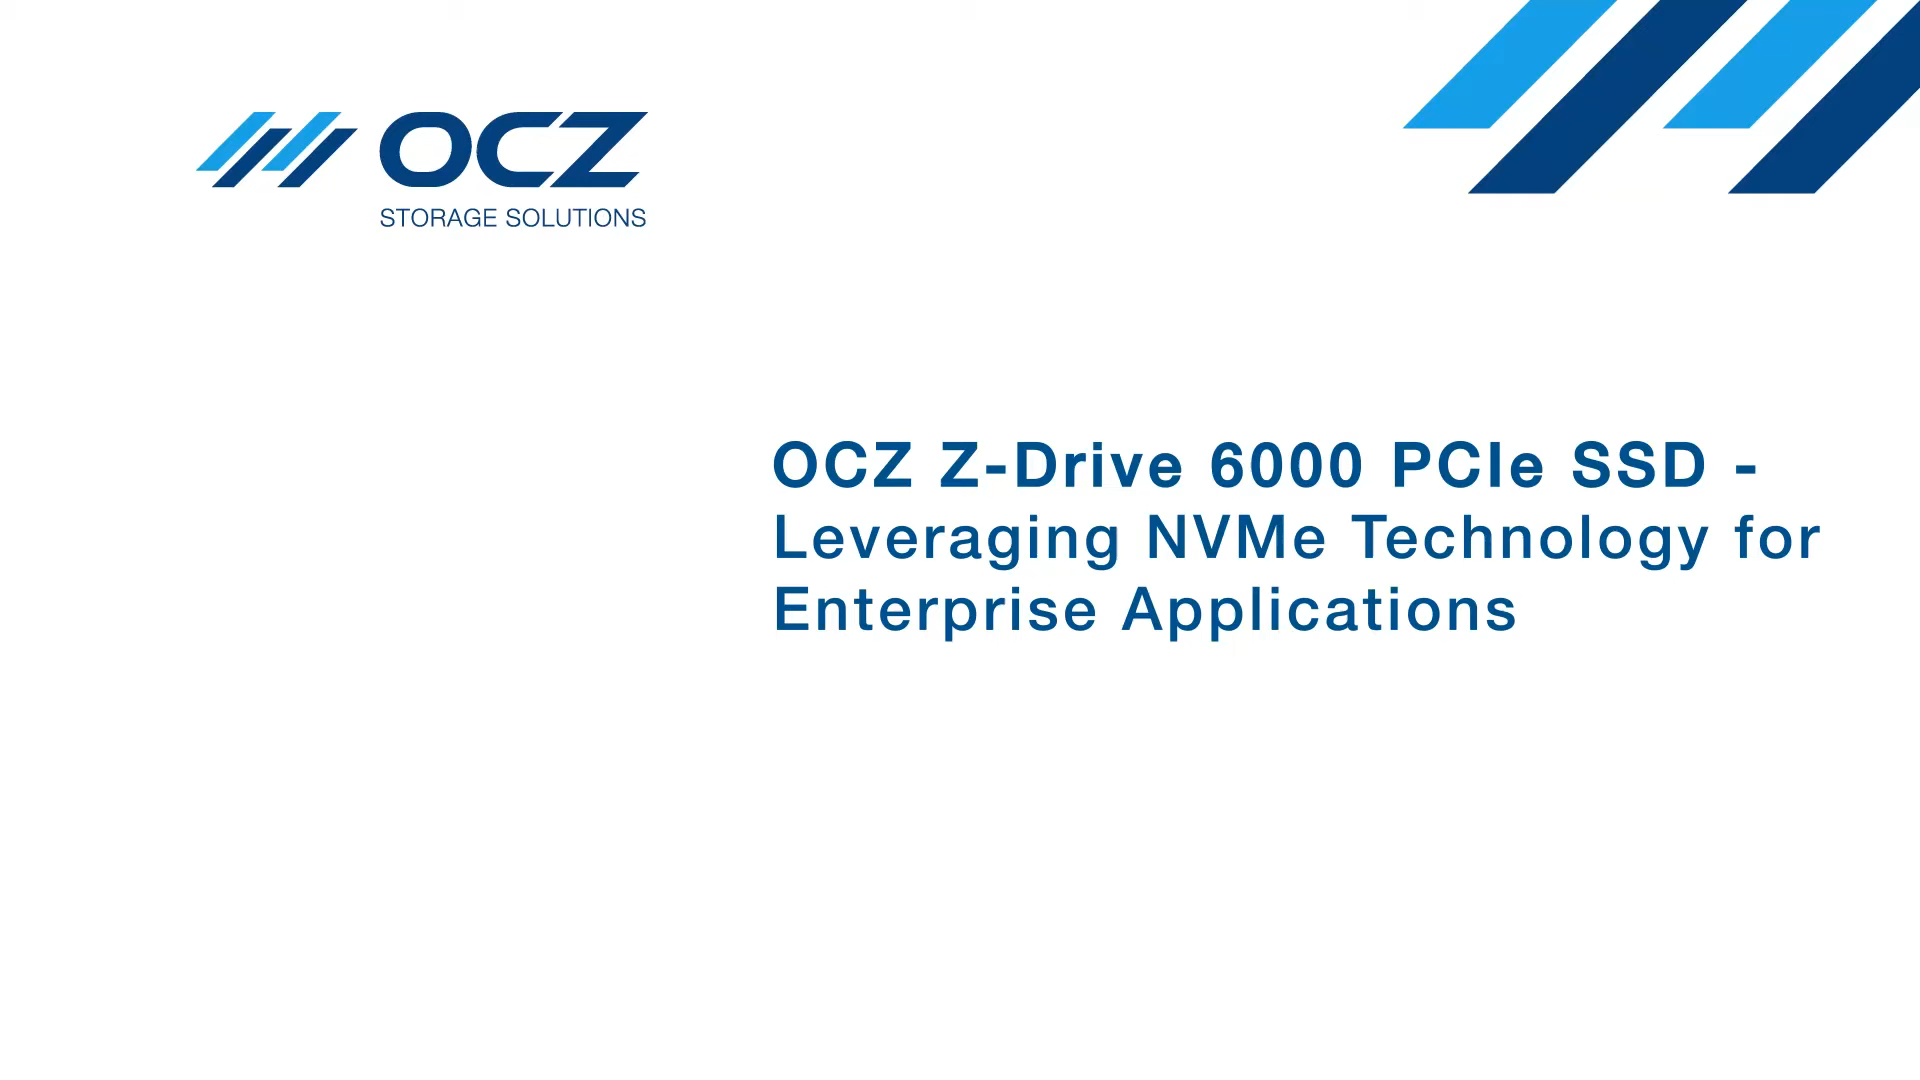 OCZ
STORAGE SOLUTIONS
OCZ Z-Drive 6000 PCIe SSD -
Leveraging NVMe Technology for
Enterprise Applications